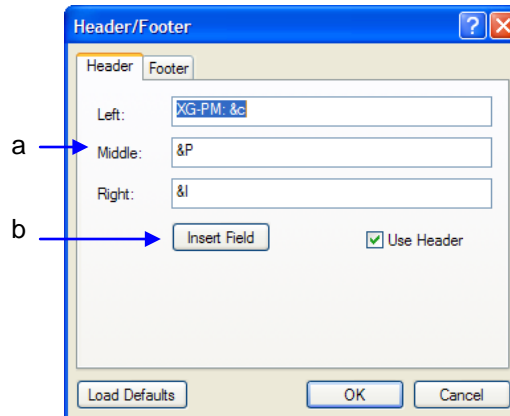 Header/Footer
Header Footer
Left: XG-PM: &c
a Middle: &P
Right: &I
b Insert Field Use Header
Load Defaults OK Cancel